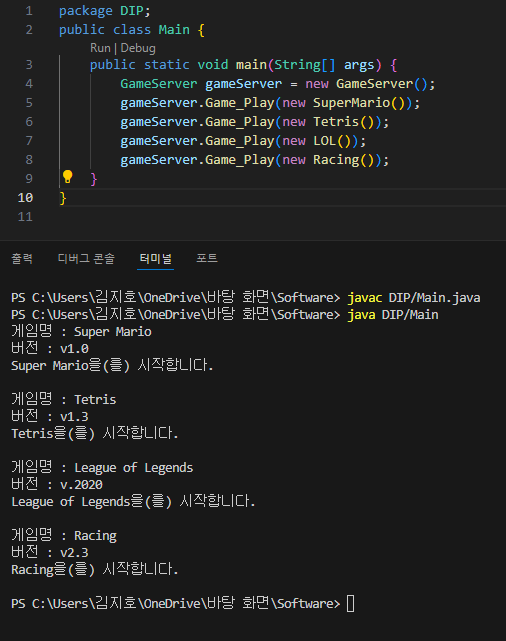 1 package DIP;
2 public class Main {
Run | Debug
3 public static void main(String[] args) {
4 GameServer gameServer = new GameServer();
5 gameServer.Game_Play(new SuperMario());
6 gameServer.Game_Play(new Tetris());
7 gameServer.Game_Play(new LOL());
8 gameServer.Game_Play(new Racing());
9 }
10 }
11
출력 디버그 콘솔 터미널 포트
PS C:\Users\김지호\OneDrive\바탕 화면\Software> javac DIP/Main.java
PS C:\Users\김지호\OneDrive\바탕 화면\Software> java DIP/Main
게임명 : Super Mario
버전 : v1.0
Super Mario을(를) 시작합니다.
게임명 : Tetris
버전 : v1.3
Tetris을(를) 시작합니다.
게임명 : League of Legends
버전 : v.2020
League of Legends을(를) 시작합니다.
게임명 : Racing
버전 : v2.3
Racing을(를) 시작합니다.
PS C:\Users\김지호\OneDrive\바탕 화면\Software>